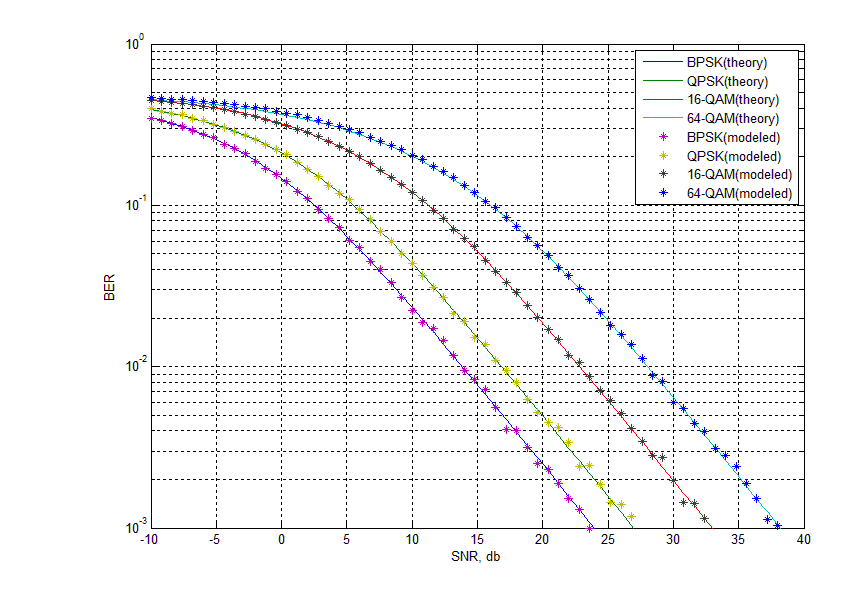 10^0
10^-1
10^-2
10^-3
BER
-10 -5 0 5 10 15 20 25 30 35 40
SNR, db
BPSK(theory)
QPSK(theory)
16-QAM(theory)
64-QAM(theory)
BPSK(modeled)
QPSK(modeled)
16-QAM(modeled)
64-QAM(modeled)